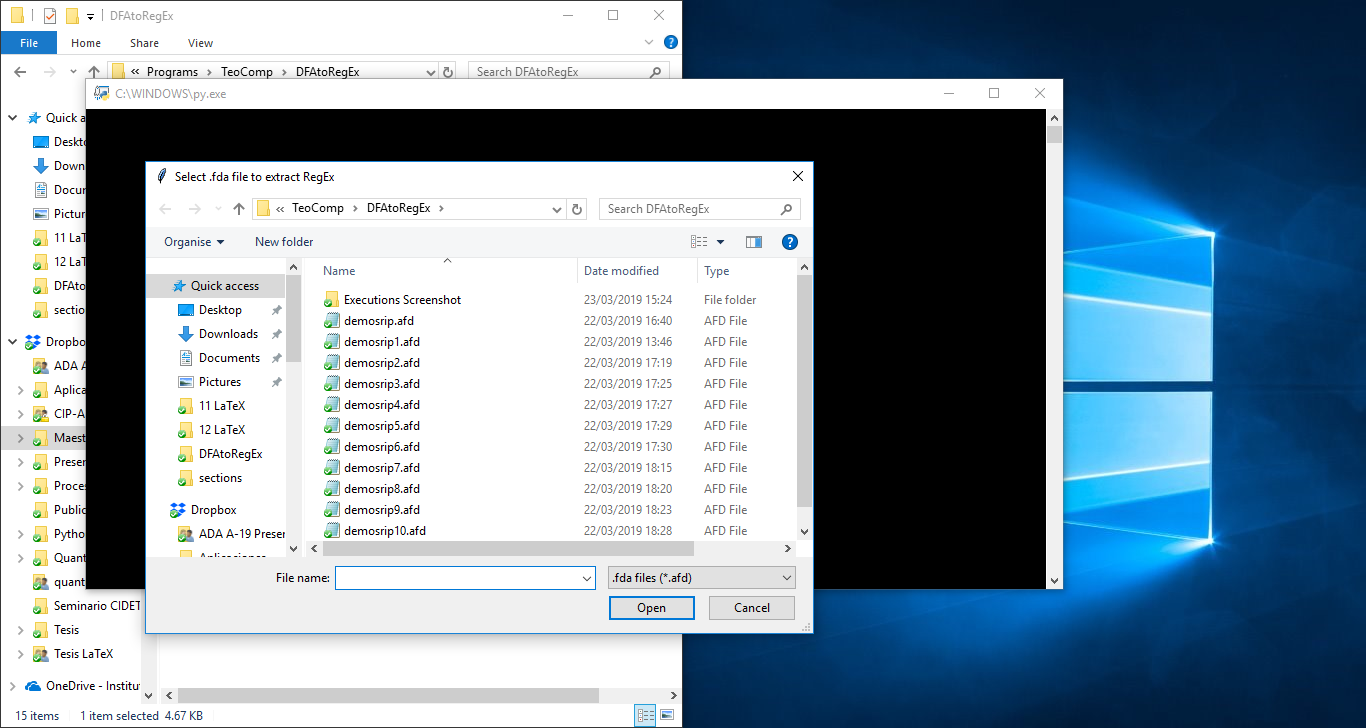 DFAtoRegEx
File Home Share View
« Programs > TeoComp > DFAtoRegEx Search DFAtoRegEx
C:\WINDOWS\py.exe
Quick a
Deskto
Down
Docum
Picture
11 LaT
12 LaT
DFAto
sectio
Dropbo
ADA A
Aplica
CIP-A
Maest
Presen
Proces
Public
Pytho
Quant
quant
Seminario CIDET
Tesis
Tesis LaTeX
OneDrive - Institut
15 items 1 item selected 4.67 KB
Select .fda file to extract RegEx
« TeoComp > DFAtoRegEx > Search DFAtoRegEx
Organise New folder
Quick access
Desktop
Downloads
Documents
Pictures
11 LaTeX
12 LaTeX
DFAtoRegEx
sections
Dropbox
ADA A-19 Preser
Aplicaciones
Name Date modified Type
Executions Screenshot 23/03/2019 15:24 File folder
demosrip.afd 22/03/2019 16:40 AFD File
demosrip1.afd 22/03/2019 13:46 AFD File
demosrip2.afd 22/03/2019 17:19 AFD File
demosrip3.afd 22/03/2019 17:25 AFD File
demosrip4.afd 22/03/2019 17:27 AFD File
demosrip5.afd 22/03/2019 17:29 AFD File
demosrip6.afd 22/03/2019 17:30 AFD File
demosrip7.afd 22/03/2019 18:15 AFD File
demosrip8.afd 22/03/2019 18:20 AFD File
demosrip9.afd 22/03/2019 18:23 AFD File
demosrip10.afd 22/03/2019 18:28 AFD File
File name: .fda files (*.afd)
Open Cancel